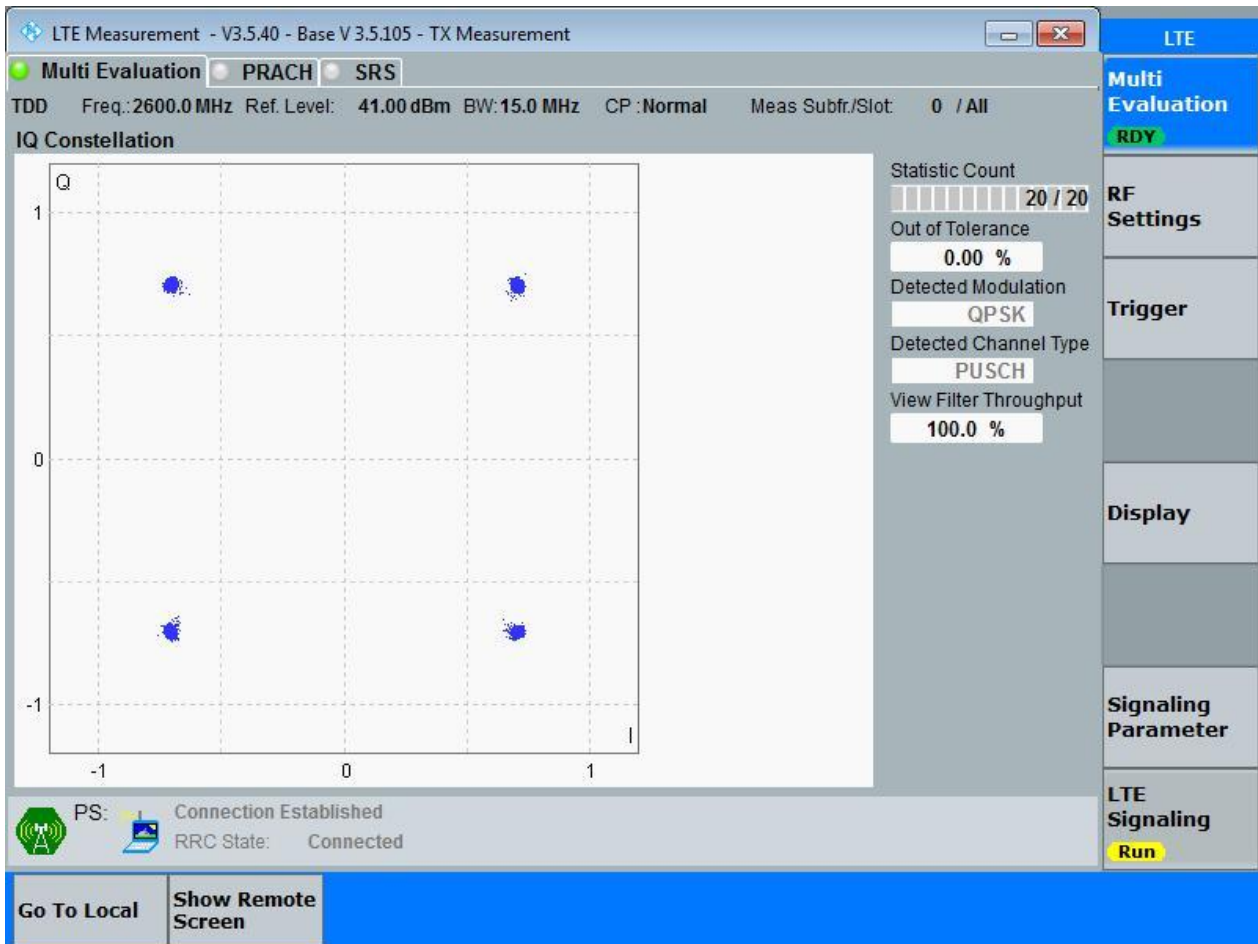 LTE Measurement - V3.5.40 - Base V 3.5.105 - TX Measurement
LTE
Multi Evaluation PRACH SRS
TDD Freq.:2600.0 MHz Ref. Level: 41.00 dBm BW:15.0 MHz CP :Normal Meas Subfr./Slot: 0 / All
IQ Constellation
Q
1
0
-1
I
-1 0 1
Statistic Count
20 / 20
Out of Tolerance
0.00 %
Detected Modulation
QPSK
Detected Channel Type
PUSCH
View Filter Throughput
100.0 %
Multi
Evaluation
RDY
RF
Settings
Trigger
Display
Signaling
Parameter
LTE
Signaling
Run
PS: Connection Established
RRC State: Connected
Go To Local
Show Remote
Screen